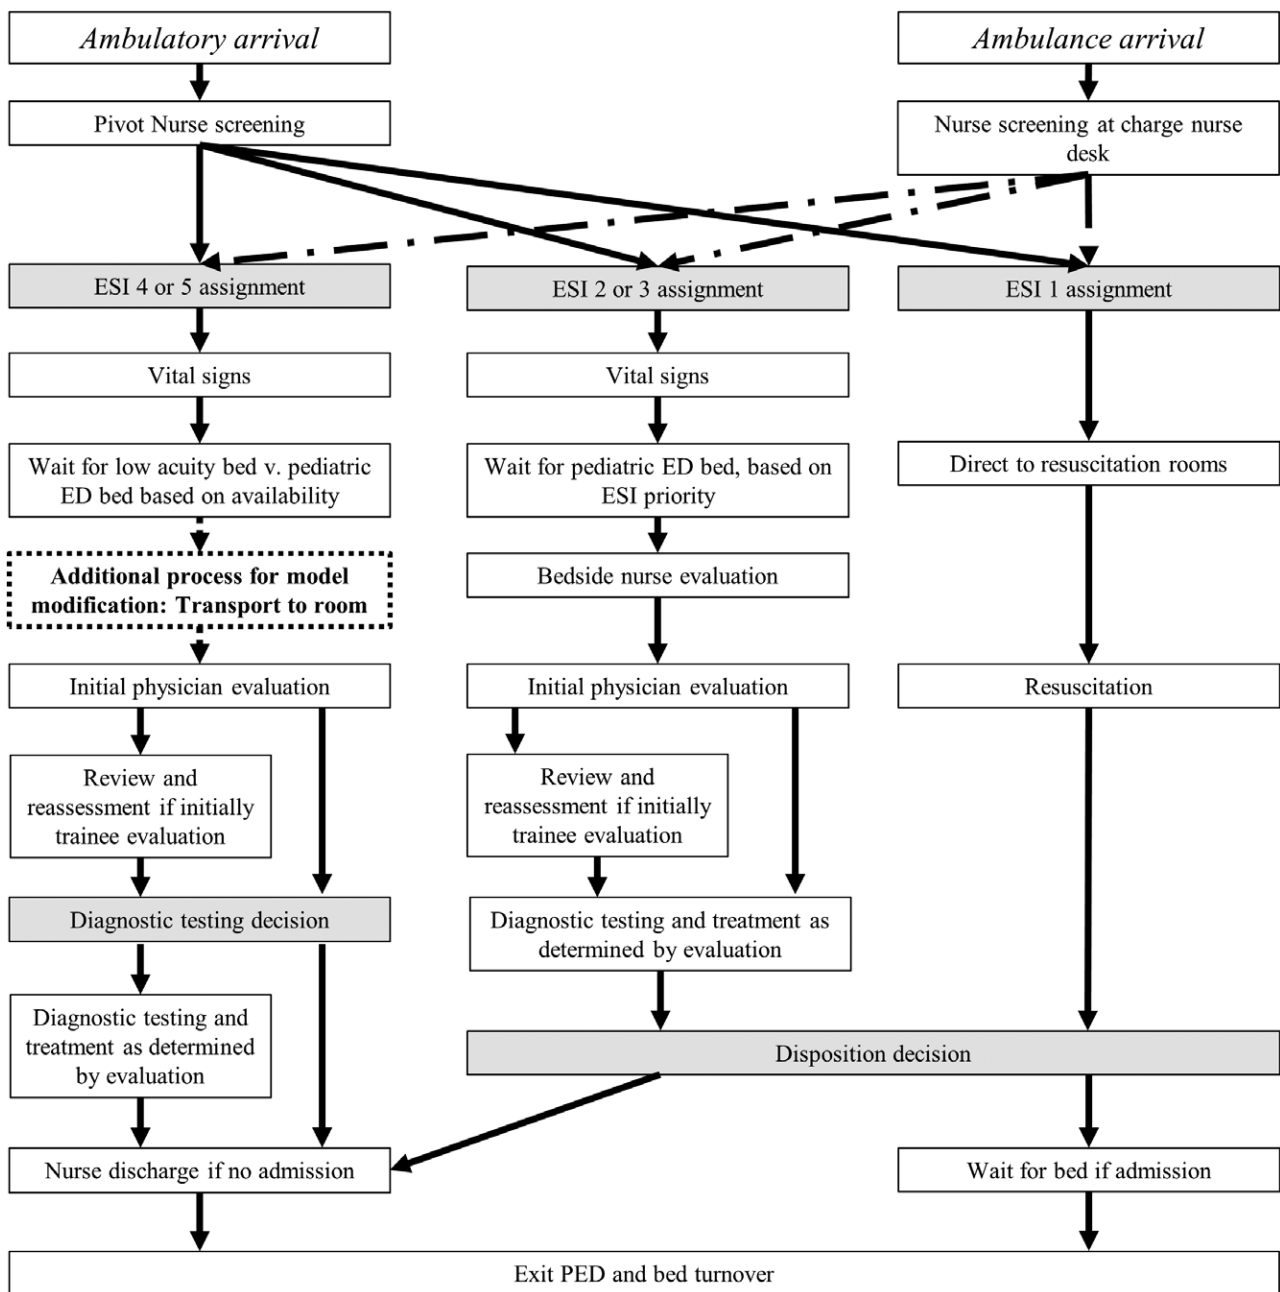 Ambulatory arrival
Ambulance arrival
Pivot Nurse screening
Nurse screening at charge nurse
desk
ESI 4 or 5 assignment
ESI 2 or 3 assignment
ESI 1 assignment
Vital signs
Vital signs
Wait for low acuity bed v. pediatric
ED bed based on availability
Wait for pediatric ED bed, based on
ESI priority
Direct to resuscitation rooms
Additional process for model
modification: Transport to room
Bedside nurse evaluation
Initial physician evaluation
Initial physician evaluation
Resuscitation
Review and
reassessment if initially
trainee evaluation
Review and
reassessment if initially
trainee evaluation
Diagnostic testing decision
Diagnostic testing and treatment as
determined by evaluation
Diagnostic testing and
treatment as determined
by evaluation
Disposition decision
Nurse discharge if no admission
Wait for bed if admission
Exit PED and bed turnover